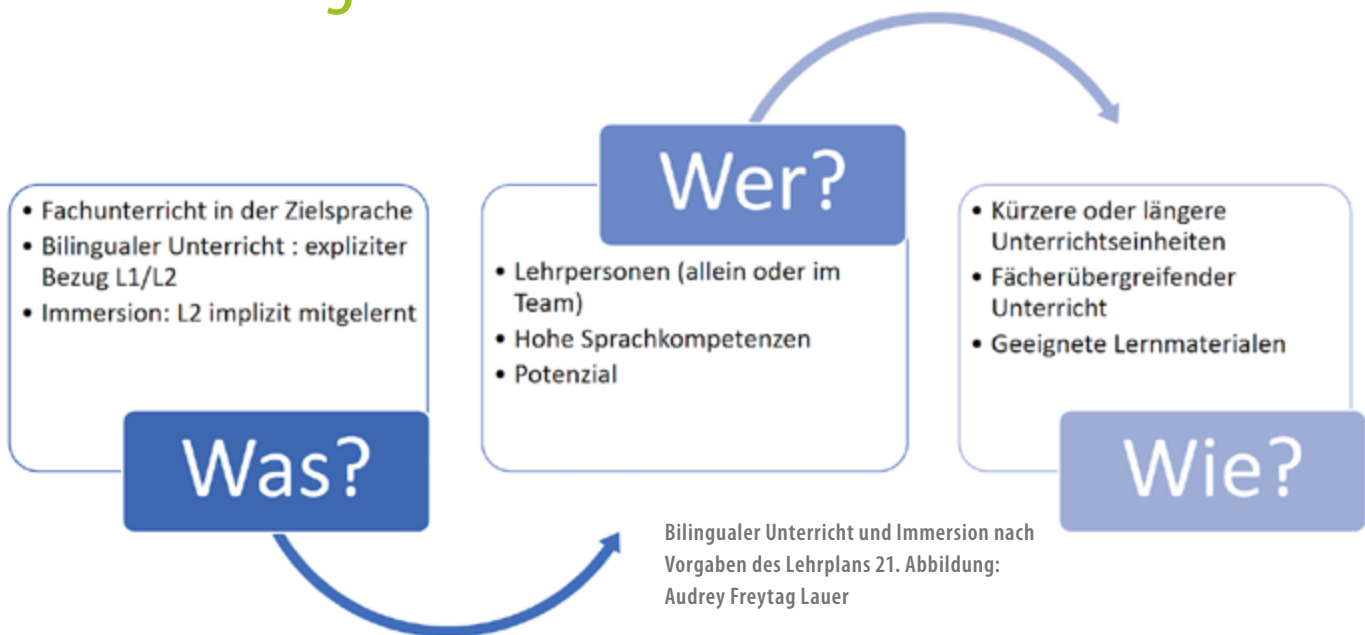 • Fachunterricht in der Zielsprache
• Bilingualer Unterricht : expliziter
Bezug L1/L2
• Immersion: L2 implizit mitgelernt
Was?
Wer?
• Lehrpersonen (allein oder im
Team)
• Hohe Sprachkompetenzen
• Potenzial
• Kürzere oder längere
Unterrichtseinheiten
• Fächerübergreifender
Unterricht
• Geeignete Lernmaterialen
Wie?
Bilingualer Unterricht und Immersion nach
Vorgaben des Lehrplans 21. Abbildung:
Audrey Freytag Lauer